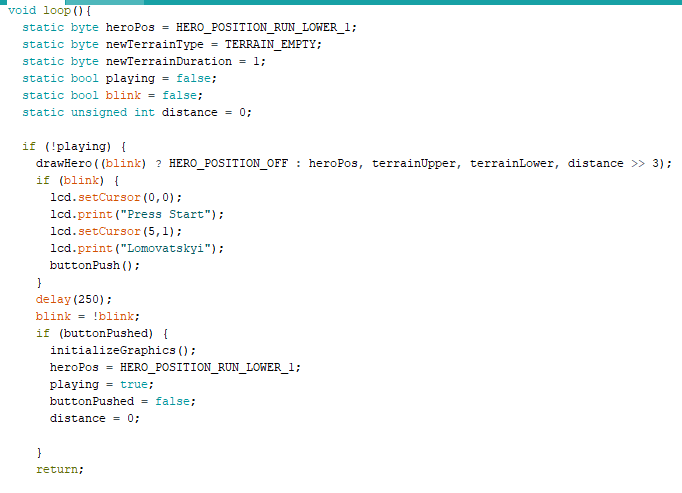 void loop(){
  static byte heroPos = HERO_POSITION_RUN_LOWER_1;
  static byte newTerrainType = TERRAIN_EMPTY;
  static byte newTerrainDuration = 1;
  static bool playing = false;
  static bool blink = false;
  static unsigned int distance = 0;

  if (!playing) {
    drawHero((blink) ? HERO_POSITION_OFF : heroPos, terrainUpper, terrainLower, distance >> 3);
    if (blink) {
      lcd.setCursor(0,0);
      lcd.print("Press Start");
      lcd.setCursor(5,1);
      lcd.print("Lomovatskyi");
      buttonPush();
    }
    delay(250);
    blink = !blink;
    if (buttonPushed) {
      initializeGraphics();
      heroPos = HERO_POSITION_RUN_LOWER_1;
      playing = true;
      buttonPushed = false;
      distance = 0;

    }
    return;